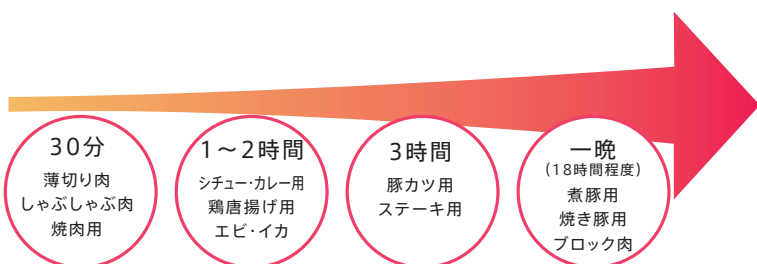 30分
薄切り肉
しゃぶしゃぶ肉
焼肉用
1～2時間
シチュー・カレー用
鶏唐揚げ用
エビ・イカ
3時間
豚カツ用
ステーキ用
一晩
(18時間程度)
煮豚用
焼き豚用
ブロック肉